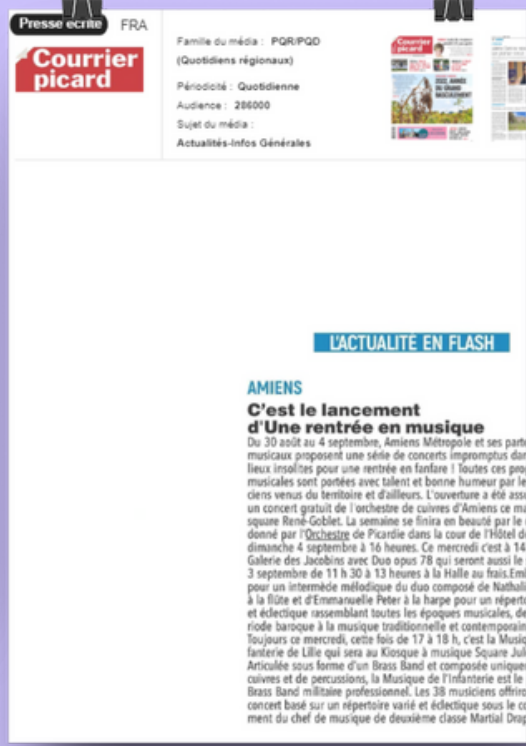 Presse écrite FRA
Courrier
picard
Famille du média : PQR/PQD
(Quotidiens régionaux)
Périodicité : Quotidienne
Audience : 286000
Sujet du média :
Actualités-Infos Générales
Courrier
picard
L'ACTUALITÉ EN FLASH
AMIENS
C'est le lancement
d'Une rentrée en musique
Du 30 août au 4 septembre, Amiens Métropole et ses parte
musicaux proposent une série de concerts impromptus dan
lieux insolites pour une rentrée en fanfare ! Toutes ces prop
musicales sont portées avec talent et bonne humeur par le
ciens venus du territoire et d'ailleurs. L'ouverture a été assu
un concert gratuit de l'orchestre de cuivres d'Amiens ce ma
square René-Goblet. La semaine se finira en beauté par le
donné par l'Orchestre de Picardie dans la cour de l'Hôtel de
dimanche 4 septembre à 16 heures. Ce mercredi c'est à 14
Galerie des Jacobins avec Duo opus 78 qui seront aussi le
3 septembre de 11 h 30 à 13 heures à la Halle au frais.Eml
pour un intermède mélodique du duo composé de Nathali
à la flûte et d'Emmanuelle Peter à la harpe pour un réperto
et éclectique rassemblant toutes les époques musicales, de
riode baroque à la musique traditionnelle et contemporain
Toujours ce mercredi, cette fois de 17 à 18 h, c'est la Musiq
fanterie de Lille qui sera au Kiosque à musique Square Jul
Articulée sous forme d'un Brass Band et composée unique
cuivres et de percussions, la Musique de l'Infanterie est le
Brass Band militaire professionnel. Les 38 musiciens offriro
concert basé sur un répertoire varié et éclectique sous le co
ment du chef de musique de deuxième classe Martial Drap